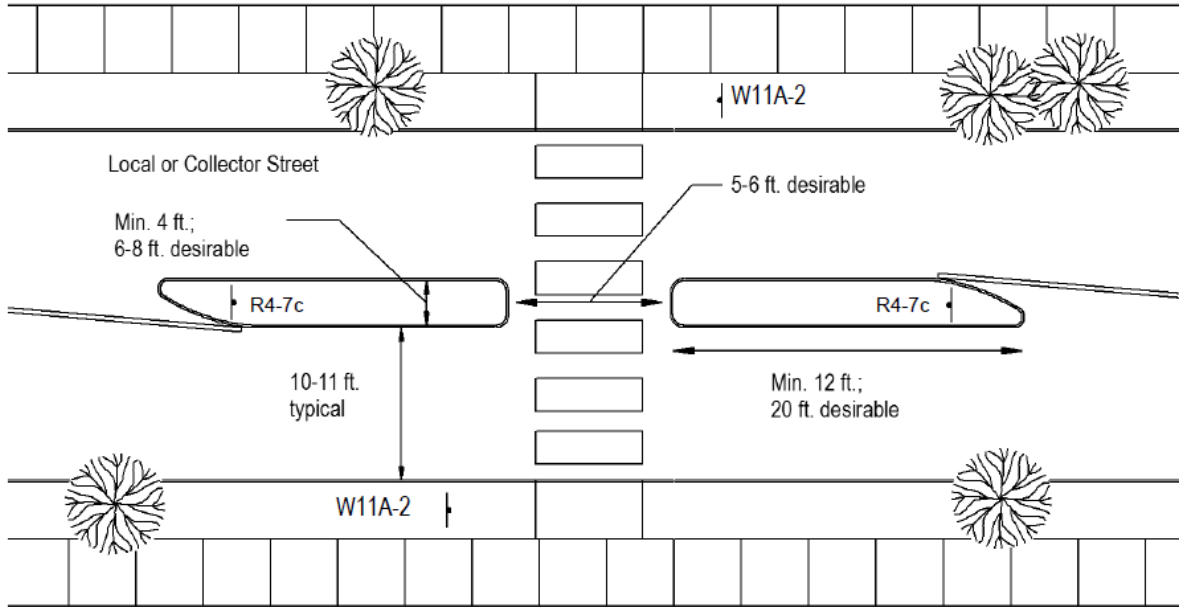 W11A-2
Local or Collector Street
5-6 ft. desirable
Min. 4 ft.;
6-8 ft. desirable
R4-7c
R4-7c
10-11 ft.
typical
Min. 12 ft.;
20 ft. desirable
W11A-2